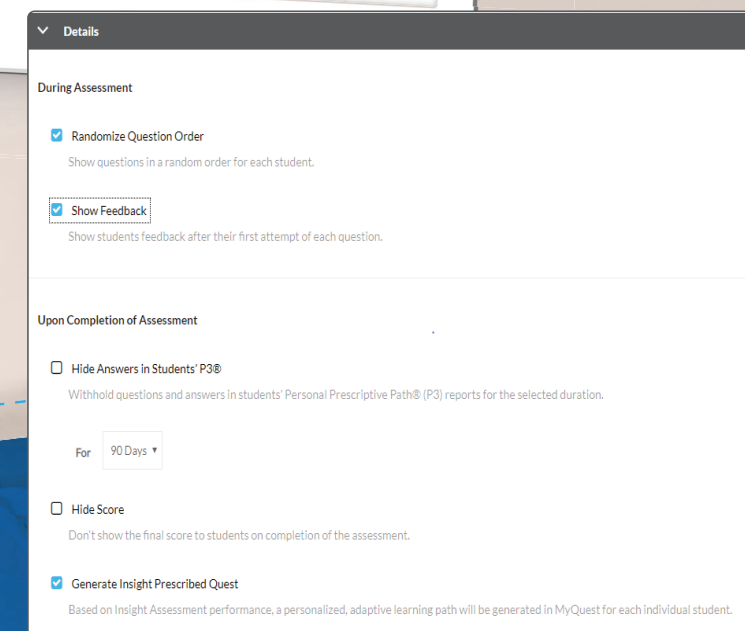 Details
During Assessment
Randomize Question Order
Show questions in a random order for each student.
Show Feedback
Show students feedback after their first attempt of each question.
Upon Completion of Assessment
Hide Answers in Students' P3®
Withhold questions and answers in students' Personal Prescriptive Path® (P3) reports for the selected duration.
For 90 Days
Hide Score
Don't show the final score to students on completion of the assessment.
Generate Insight Prescribed Quest
Based on Insight Assessment performance, a personalized, adaptive learning path will be generated in MyQuest for each individual student.